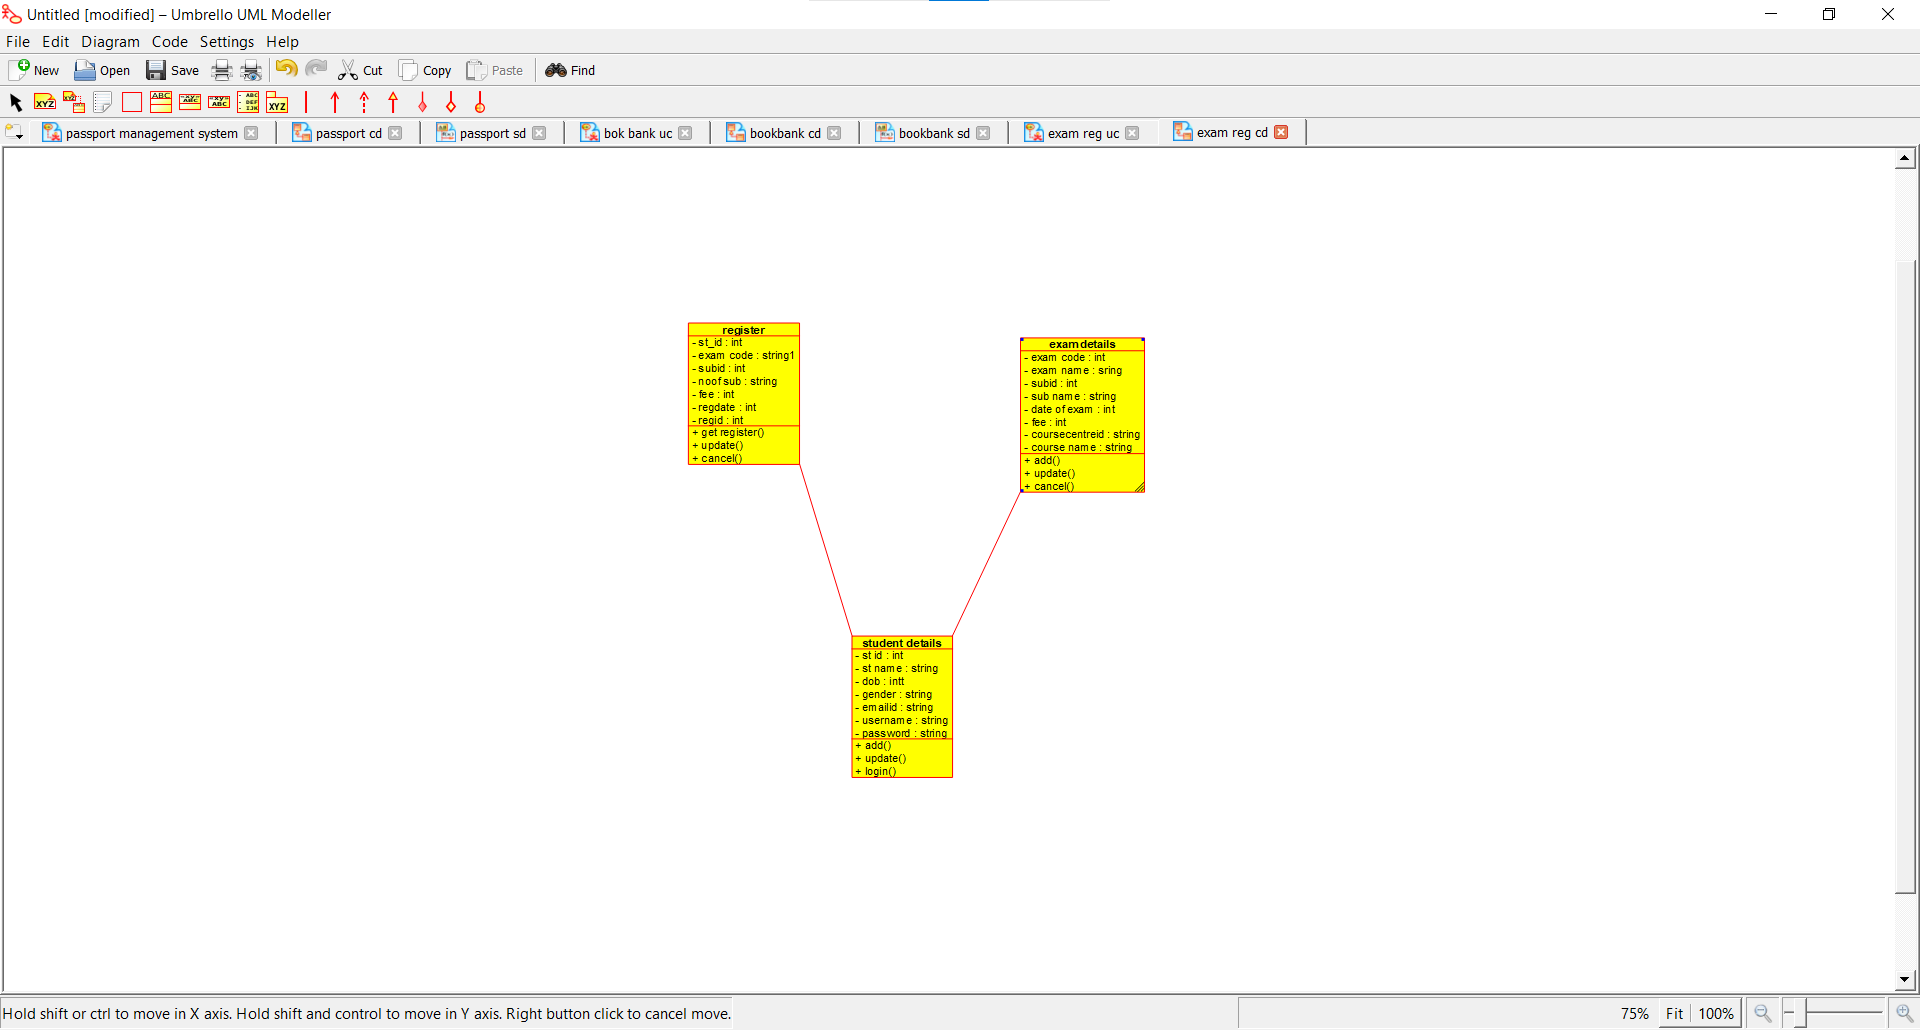 Untitled [modified] – Umbrello UML Modeller
File Edit Diagram Code Settings Help
New Open Save Cut Copy Paste Find
passport management system passport cd passport sd bok bank uc bookbank cd bookbank sd exam reg uc exam reg cd
register
- st_id : int
- exam code : string1
- subid : int
- noofsub : string
- fee : int
- regdate : int
- regid : int
+ get register()
+ update()
+ cancel()
exam details
- exam code : int
- exam name : sring
- subid : int
- sub name : string
- date of exam : int
- fee : int
- coursecentreid : string
- course name : string
+ add()
+ update()
+ cancel()
student details
- st id : int
- st name : string
- dob : intt
- gender : string
- emailid : string
- username : string
- password : string
+ add()
+ update()
+ login()
Hold shift or ctrl to move in X axis. Hold shift and control to move in Y axis. Right button click to cancel move.
75% Fit 100%